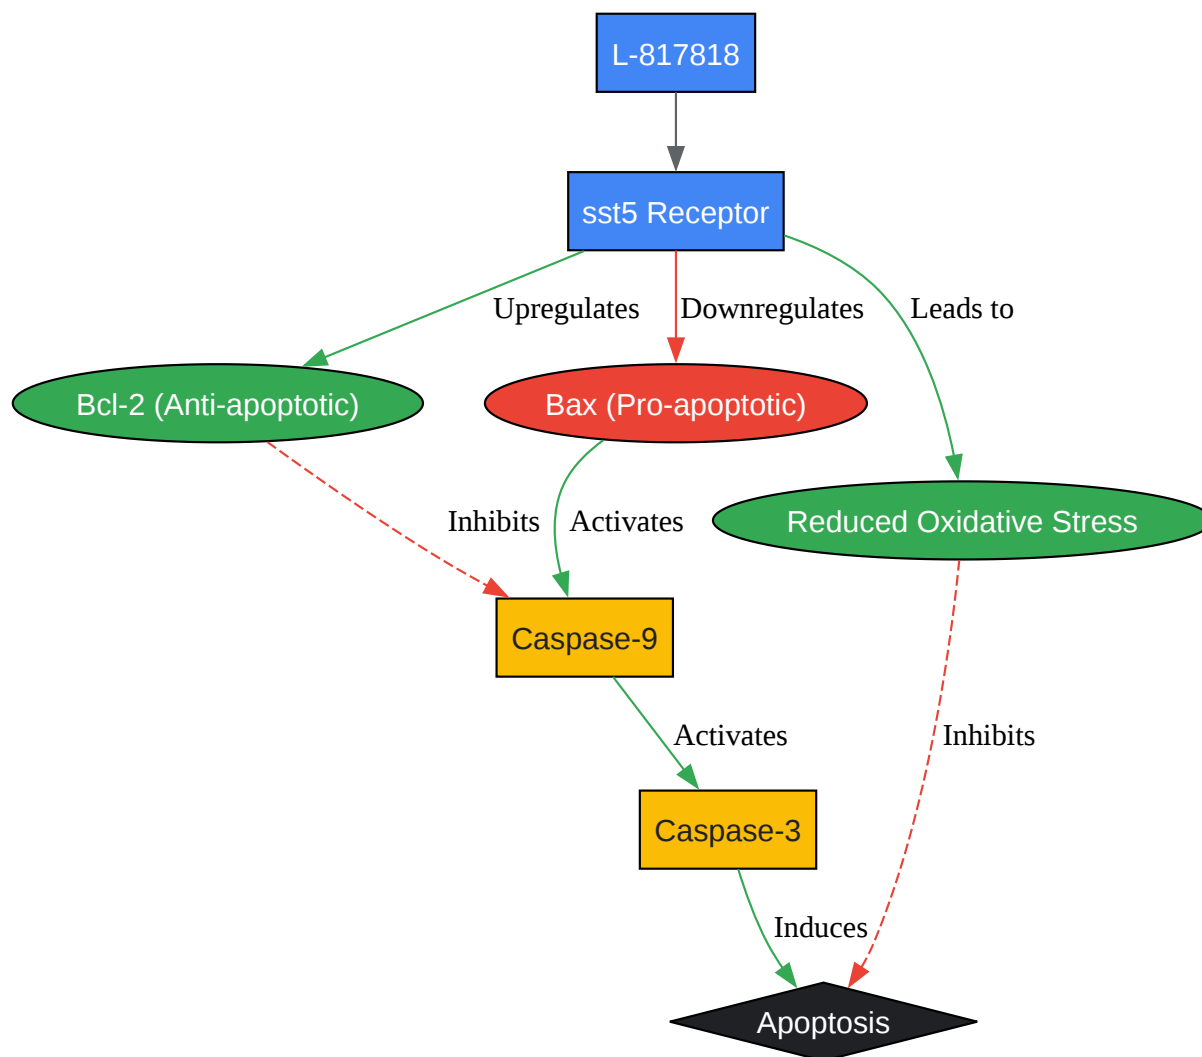 L-817818
sst5 Receptor
Upregulates
Downregulates
Leads to
Bcl-2 (Anti-apoptotic)
Bax (Pro-apoptotic)
Inhibits
Activates
Reduced Oxidative Stress
Caspase-9
Activates
Inhibits
Caspase-3
Induces
Apoptosis